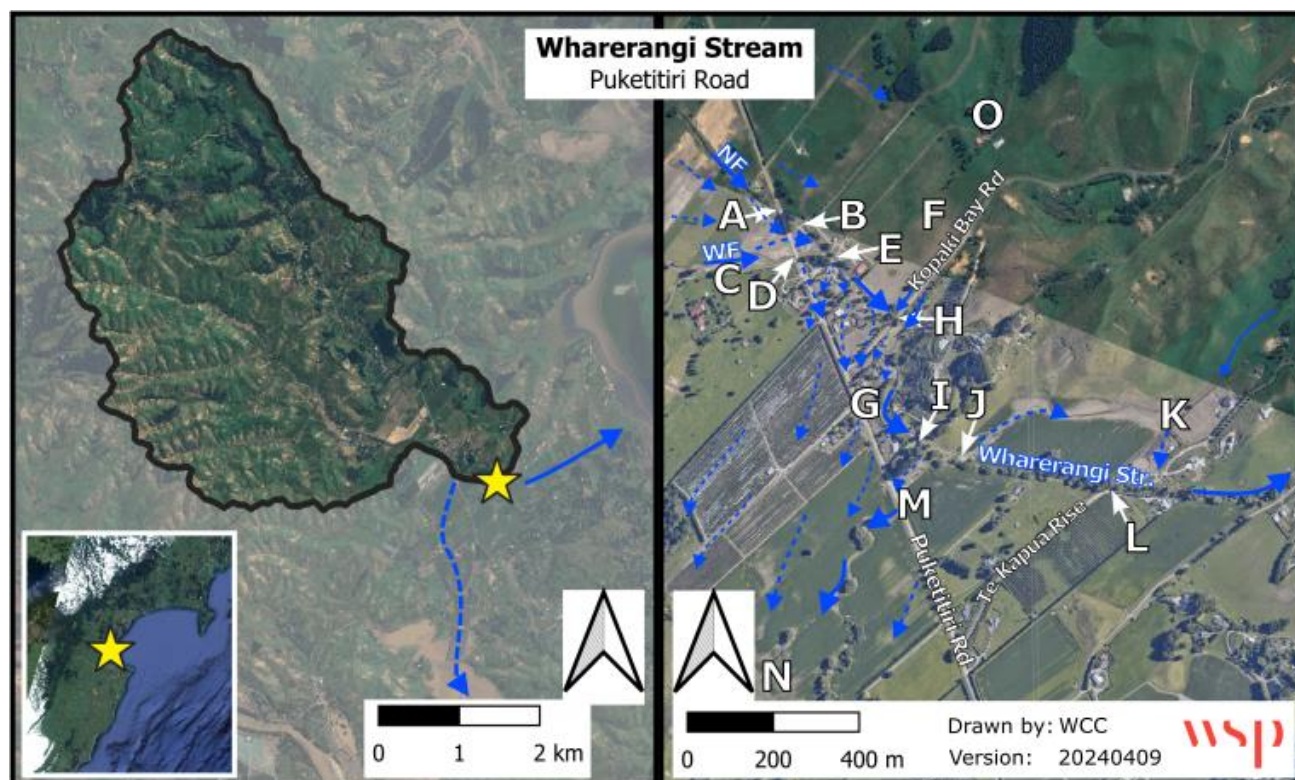 Wharerangi Stream
Puketitiri Road
0 1 2 km
O
NF
Kopaki Bay Rd
A
B
F
WF
E
C
D
H
G
I
J
K
Wharerangi Str.
M
L
Te Kapua Rise
Puketitiri Rd
N
0 200 400 m
Drawn by: WCC
Version: 20240409
wsp